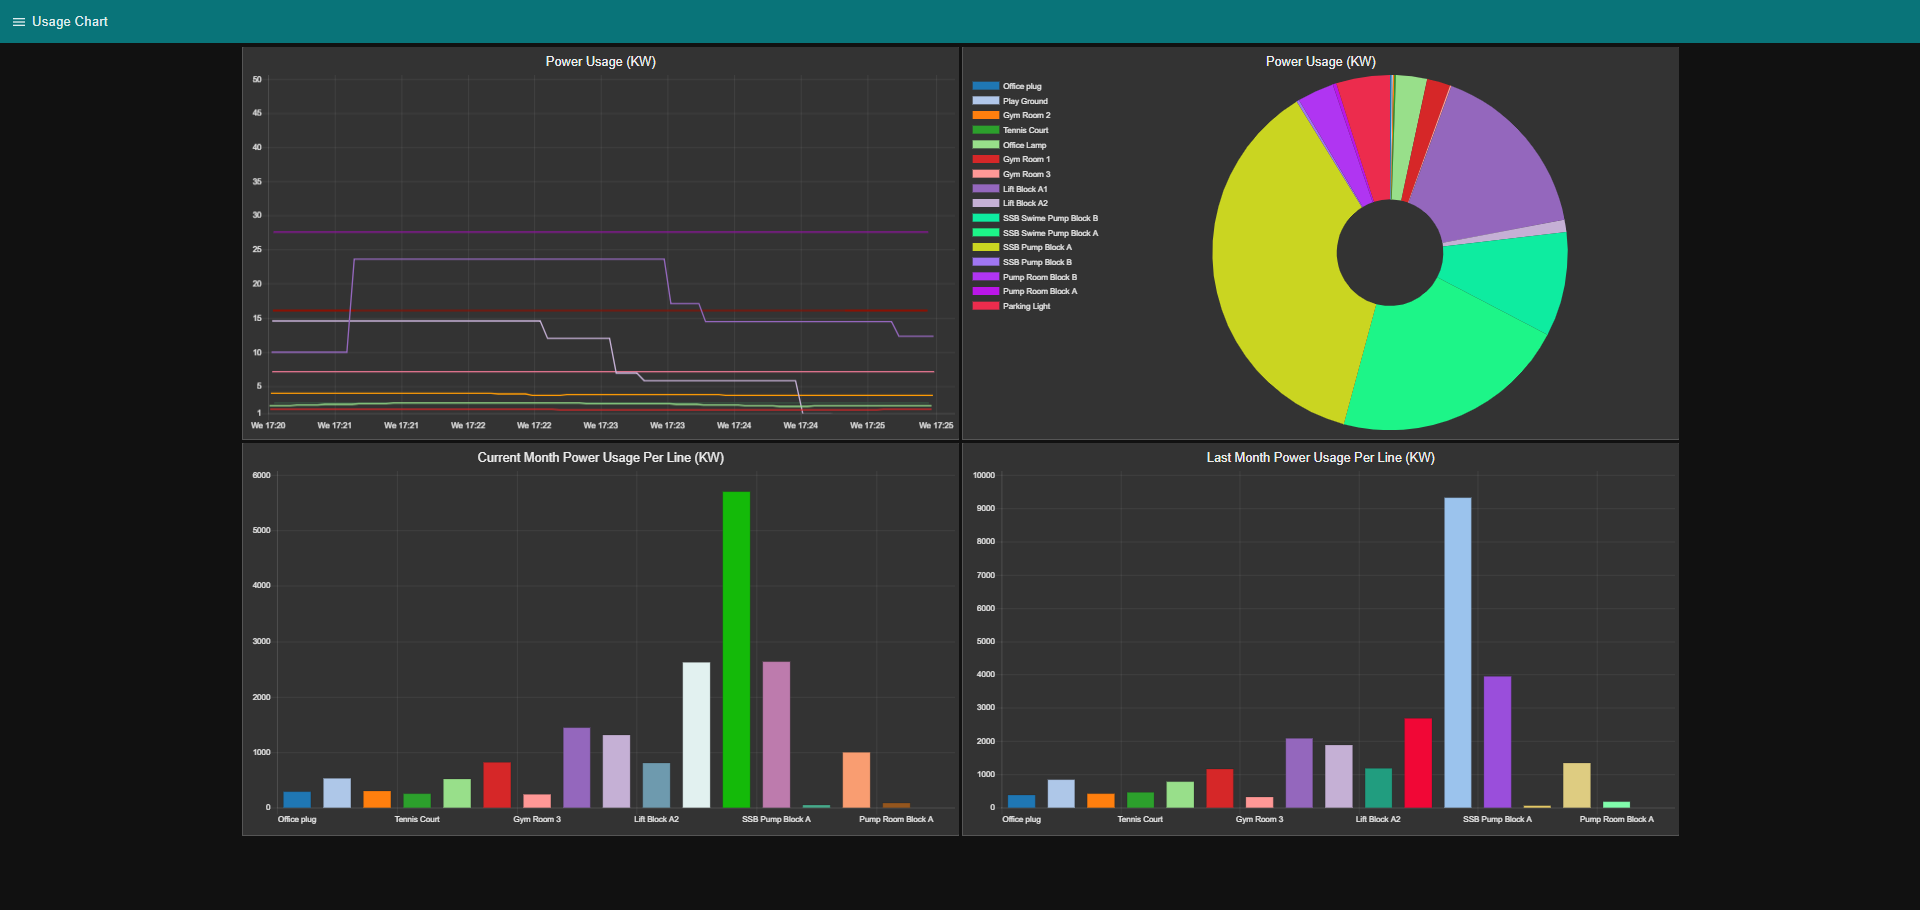 Usage Chart
Power Usage (KW)
50
45
40
35
30
25
20
15
10
5
1
We 17:20 We 17:21 We 17:21 We 17:22 We 17:22 We 17:23 We 17:23 We 17:24 We 17:24 We 17:25 We 17:25
Power Usage (KW)
Office plug
Play Ground
Gym Room 2
Tennis Court
Office Lamp
Gym Room 1
Gym Room 3
Lift Block A1
Lift Block A2
SSB Swime Pump Block B
SSB Swime Pump Block A
SSB Pump Block A
SSB Pump Block B
Pump Room Block B
Pump Room Block A
Parking Light
Current Month Power Usage Per Line (KW)
6000
5000
4000
3000
2000
1000
0
Office plug Tennis Court Gym Room 3 Lift Block A2 SSB Pump Block A Pump Room Block A
Last Month Power Usage Per Line (KW)
10000
9000
8000
7000
6000
5000
4000
3000
2000
1000
0
Office plug Tennis Court Gym Room 3 Lift Block A2 SSB Pump Block A Pump Room Block A